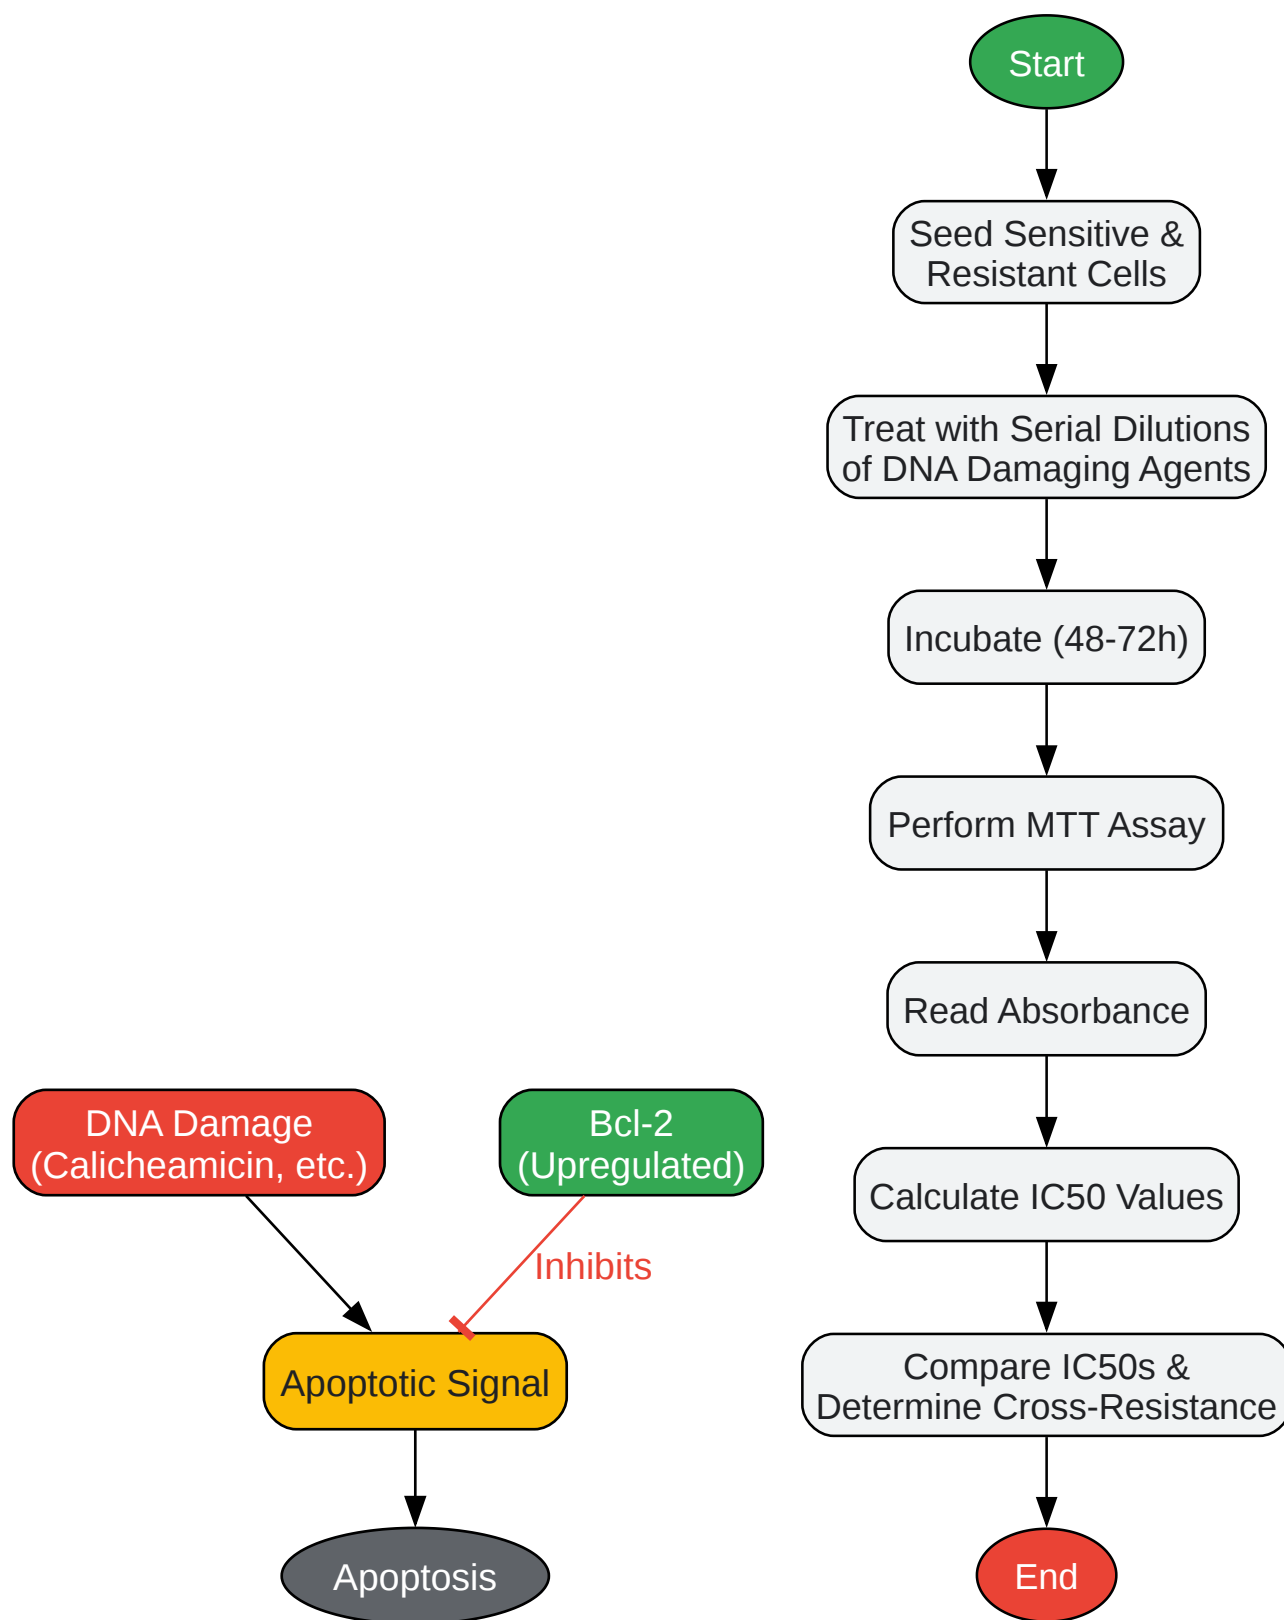 Start
Seed Sensitive &
Resistant Cells
Treat with Serial Dilutions
of DNA Damaging Agents
Incubate (48-72h)
Perform MTT Assay
Read Absorbance
Calculate IC50 Values
Compare IC50s &
Determine Cross-Resistance
End
DNA Damage
(Calicheamicin, etc.)
Bcl-2
(Upregulated)
Inhibits
Apoptotic Signal
Apoptosis